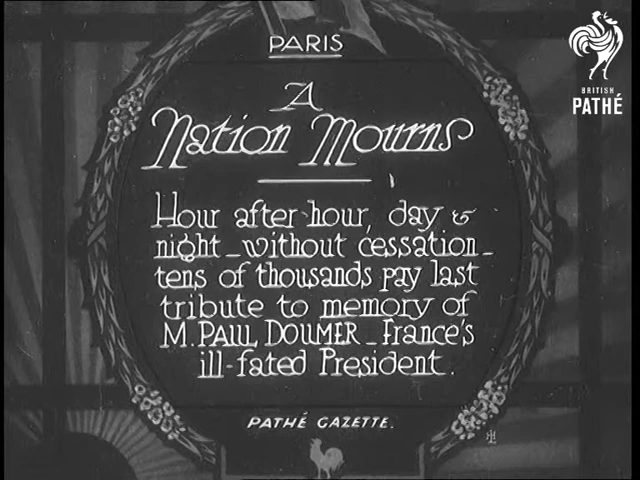 PARIS
A
Nation Mourns
Hour after hour, day &
night _ without cessation _
tens of thousands pay last
tribute to memory of
M. PAUL DOUMER _ France's
ill-fated President.
PATHÉ GAZETTE.
BRITISH
PATHÉ